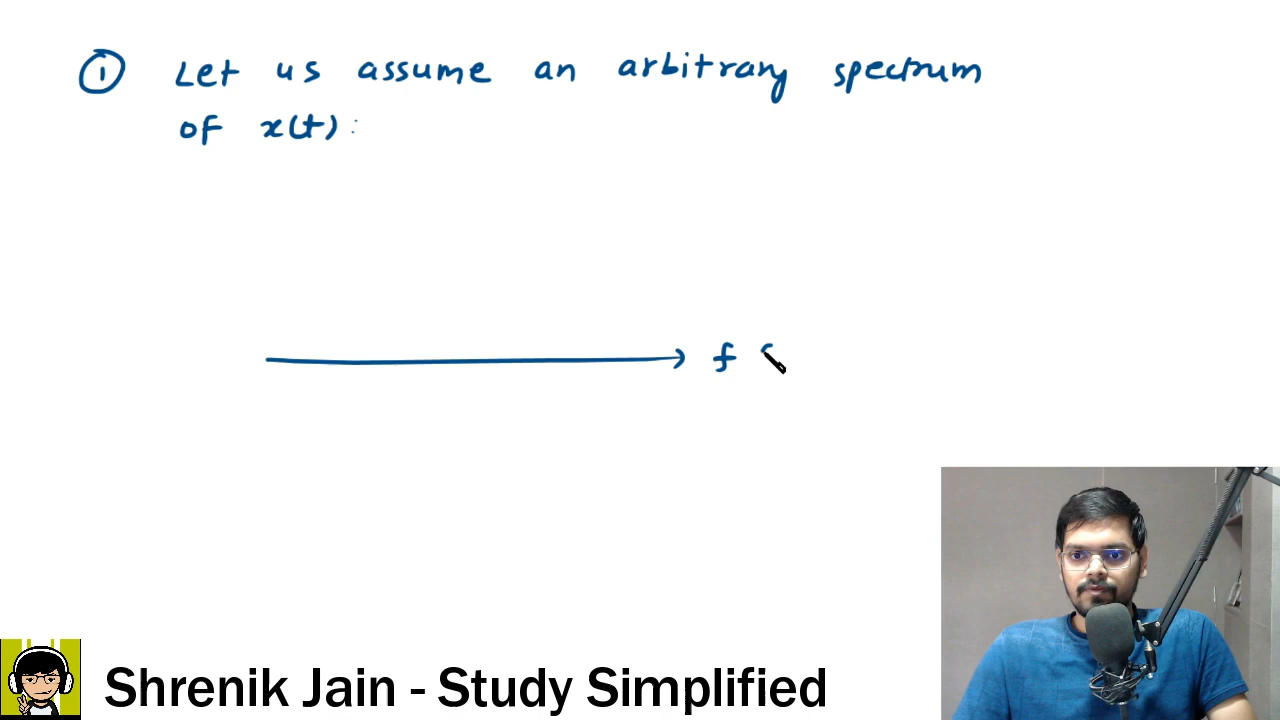 ① Let us assume an arbitrary spectrum
of x(t):
f
Shrenik Jain - Study Simplified